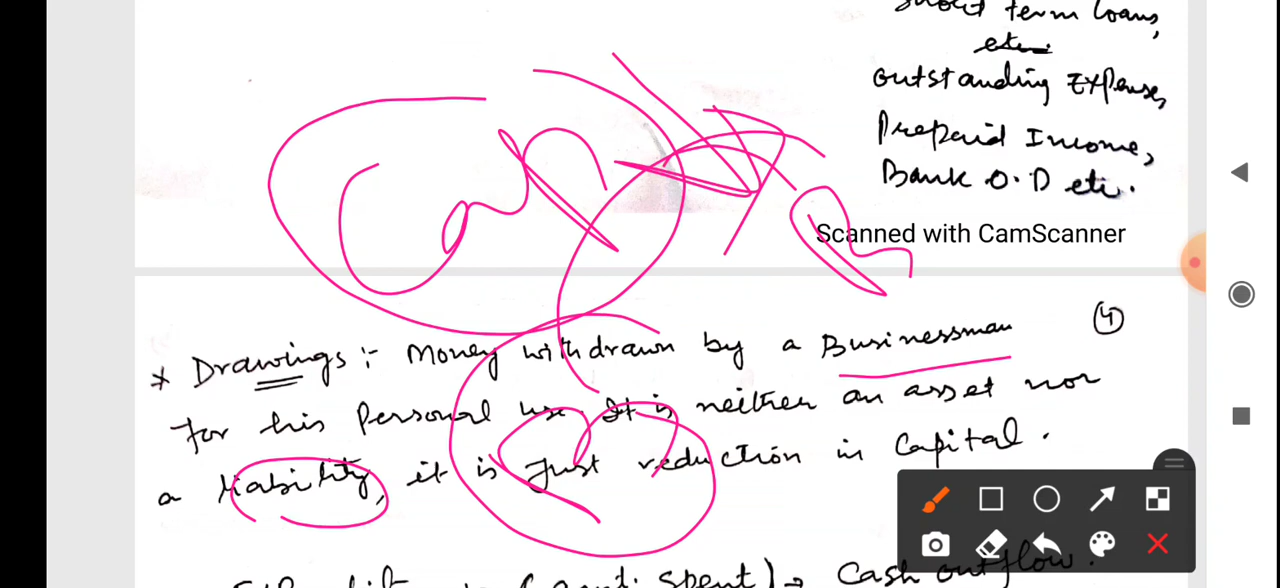 short term loans,
etc.
outstanding Expenses,
Prepaid Income,
Bank O.D etc.
Scanned with CamScanner
Cap
* Drawings :- Money withdrawn by a Businessman (4)
for his Personal use. It is neither an asset nor
a liability, it is Just reduction in Capital.
spent) → Cash outflow.